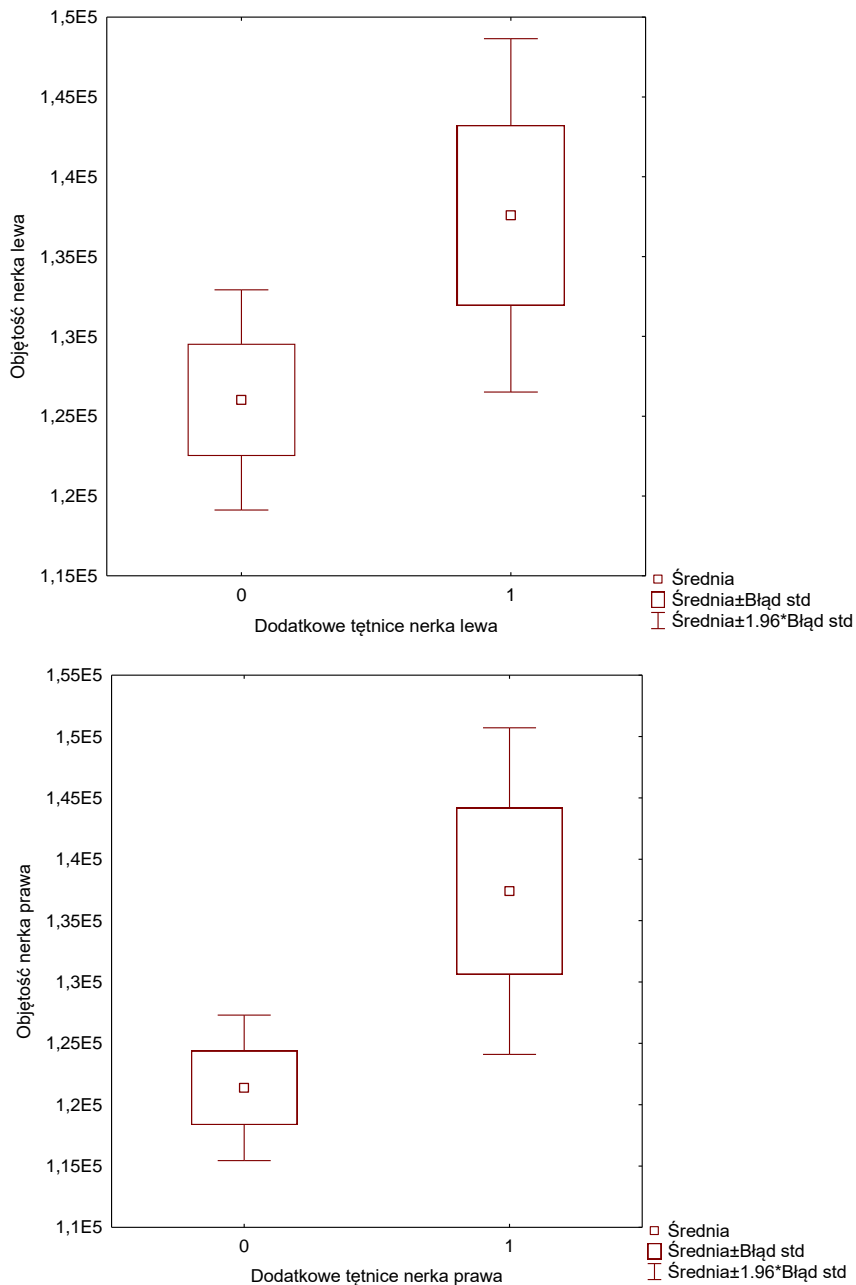 1,5E5
1,45E5
1,4E5
1,35E5
1,3E5
1,25E5
1,2E5
1,15E5
Objętość nerka lewa
0 1
Dodatkowe tętnice nerka lewa
Średnia
Średnia±Błąd std
Średnia±1.96*Błąd std
1,55E5
1,5E5
1,45E5
1,4E5
1,35E5
1,3E5
1,25E5
1,2E5
1,15E5
1,1E5
Objętość nerka prawa
0 1
Dodatkowe tętnice nerka prawa
Średnia
Średnia±Błąd std
Średnia±1.96*Błąd std